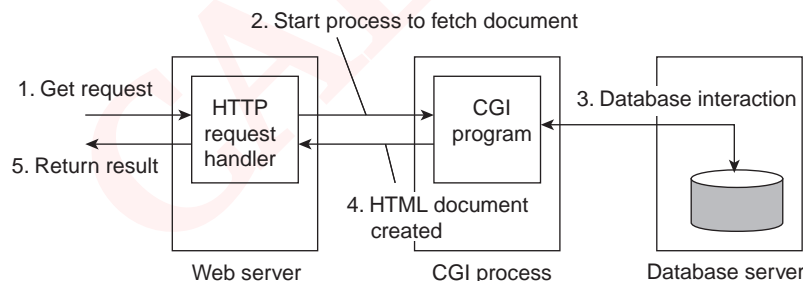 2. Start process to fetch document
1. Get request
HTTP
request
handler
CGI
program
3. Database interaction
5. Return result
4. HTML document
created
Web server
CGI process
Database server